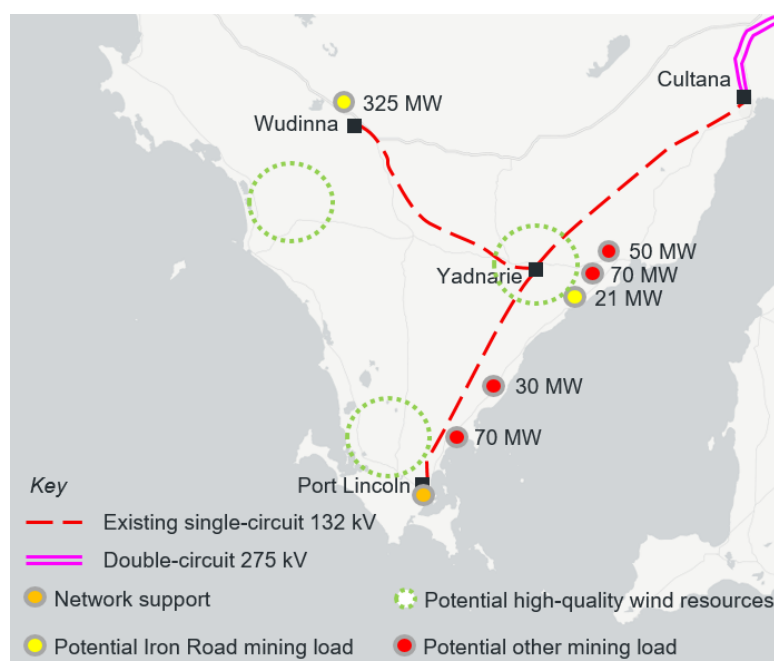 Cultana
325 MW
Wudinna
50 MW
Yadnarie
70 MW
21 MW
30 MW
70 MW
Port Lincoln
Key
Existing single-circuit 132 kV
Double-circuit 275 kV
Network support
Potential high-quality wind resources
Potential Iron Road mining load
Potential other mining load